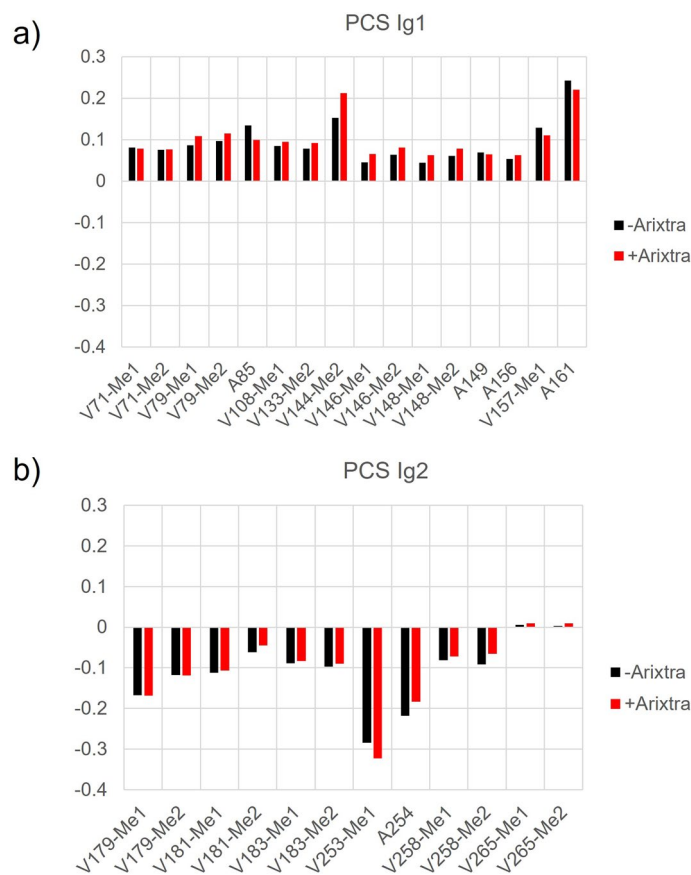 a)
PCS Ig1
0.3
0.2
0.1
0
-0.1
-0.2
-0.3
-0.4
-Arixtra
+Arixtra
V71-Me1
V71-Me2
V79-Me1
V79-Me2
A85
V108-Me1
V133-Me2
V144-Me2
V146-Me1
V146-Me2
V148-Me1
V148-Me2
A149
A156
V157-Me1
A161
b)
PCS Ig2
0.3
0.2
0.1
0
-0.1
-0.2
-0.3
-0.4
-Arixtra
+Arixtra
V179-Me1
V179-Me2
V181-Me1
V181-Me2
V183-Me1
V183-Me2
V253-Me1
A254
V258-Me1
V258-Me2
V265-Me1
V265-Me2